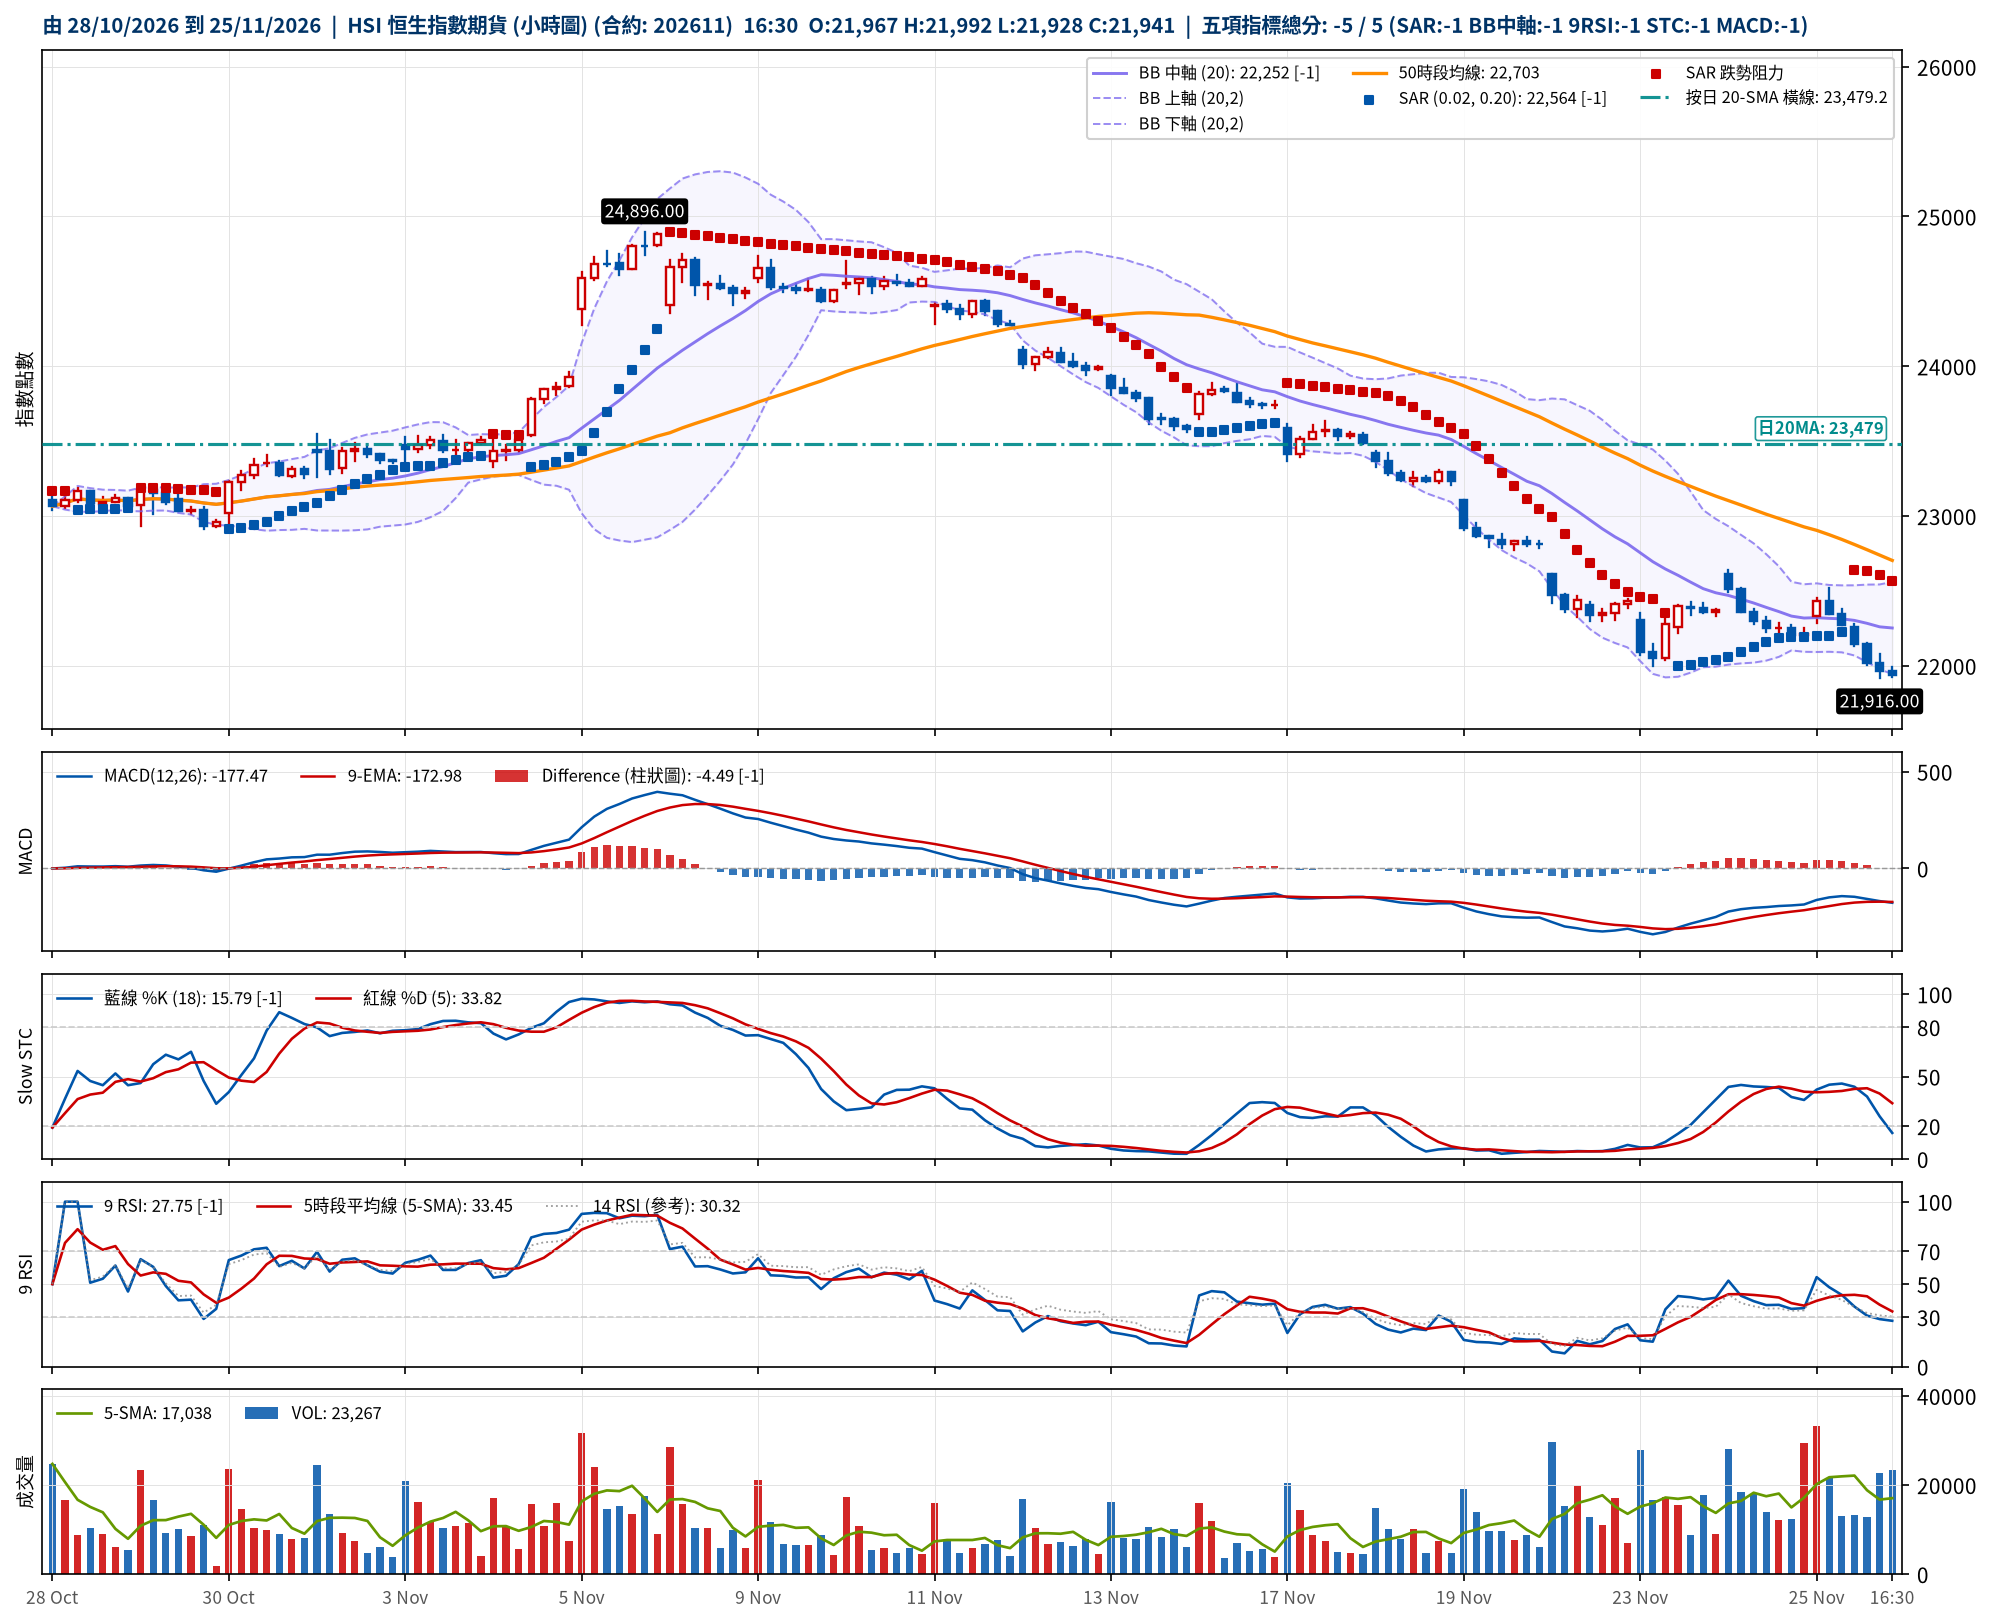 由 28/10/2026 到 25/11/2026 | HSI 恒生指數期貨 (小時圖) (合約: 202611) 16:30 O:21,967 H:21,992 L:21,928 C:21,941 | 五項指標總分: -5 / 5 (SAR:-1 BB中軸:-1 9RSI:-1 STC:-1 MACD:-1)
BB 中軸 (20): 22,252 [-1]
50時段均線: 22,703
SAR 跌勢阻力
BB 上軸 (20,2)
SAR (0.02, 0.20): 22,564 [-1]
按日 20-SMA 橫線: 23,479.2
BB 下軸 (20,2)
26000
25000
24000
23000
22000
指數點數
24,896.00
日20MA: 23,479
21,916.00
MACD(12,26): -177.47
9-EMA: -172.98
Difference (柱狀圖): -4.49 [-1]
500
0
MACD
藍線 %K (18): 15.79 [-1]
紅線 %D (5): 33.82
100
80
50
20
0
Slow STC
9 RSI: 27.75 [-1]
5時段平均線 (5-SMA): 33.45
14 RSI (參考): 30.32
100
70
50
30
0
9 RSI
5-SMA: 17,038
VOL: 23,267
40000
20000
0
成交量
28 Oct
30 Oct
3 Nov
5 Nov
9 Nov
11 Nov
13 Nov
17 Nov
19 Nov
23 Nov
25 Nov
16:30